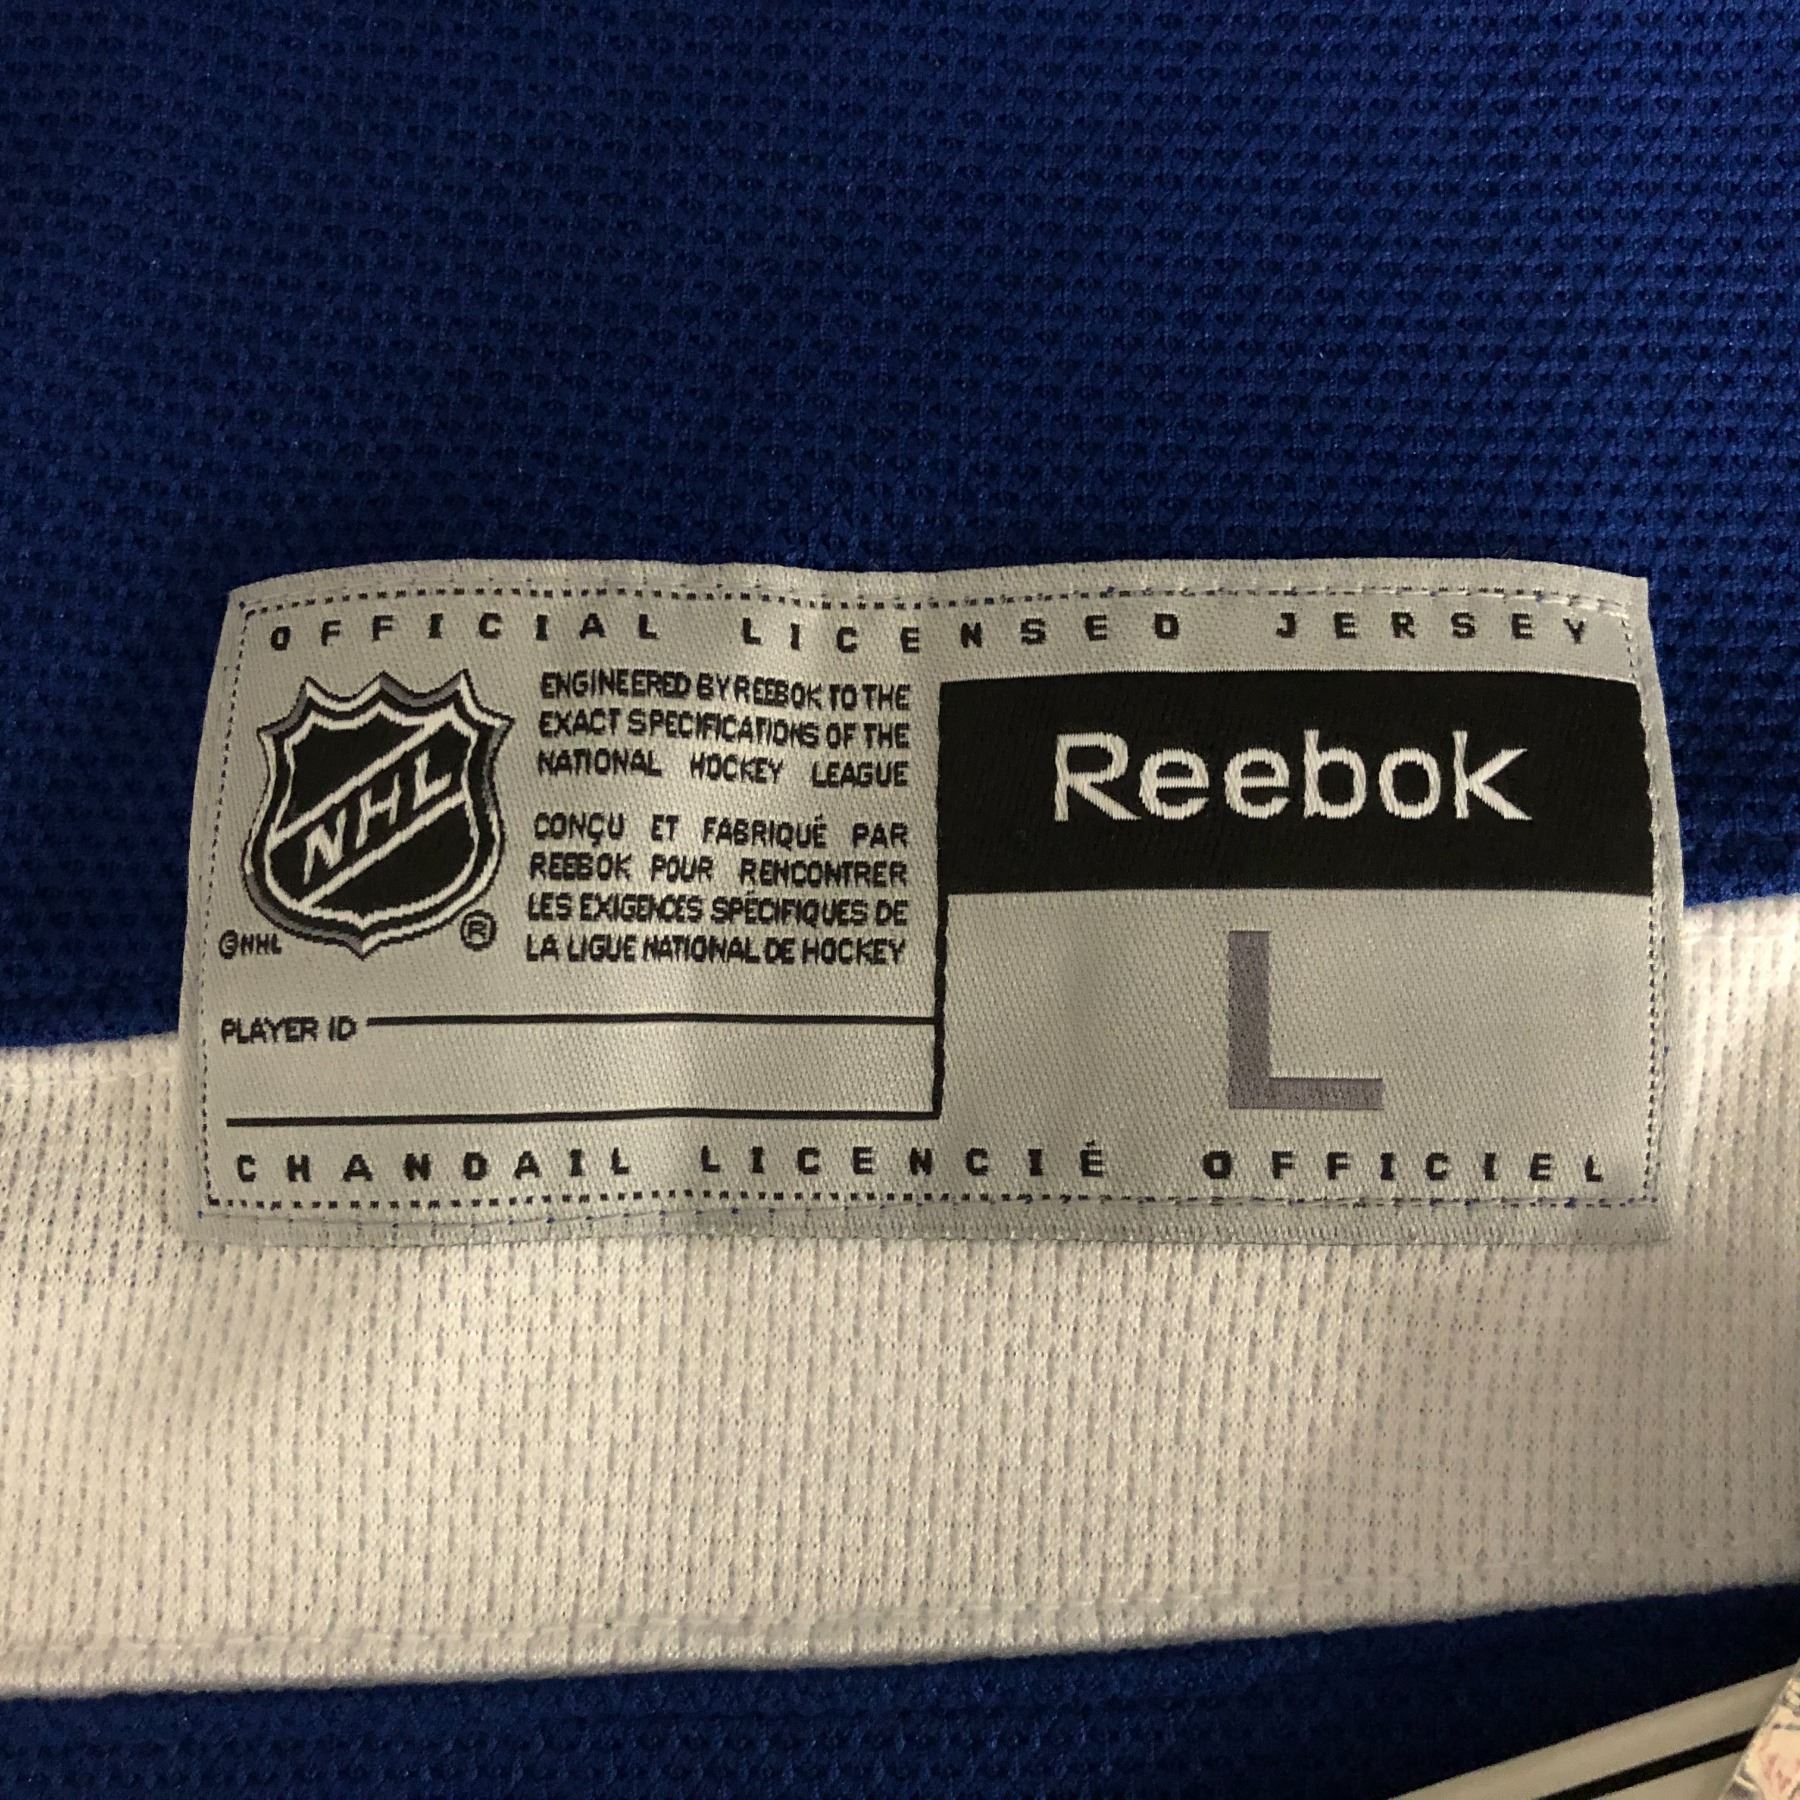 OFFICIAL LICENSED JERSEY
NHL
®
©NHL
ENGINEERED BY REEBOK TO THE
EXACT SPECIFICATIONS OF THE
NATIONAL HOCKEY LEAGUE
CONÇU ET FABRIQUÉ PAR
REEBOK POUR RENCONTRER
LES EXIGENCES SPÉCIFIQUES DE
LA LIGUE NATIONAL DE HOCKEY
Reebok
L
PLAYER ID
CHANDAIL LICENCIÉ OFFICIEL